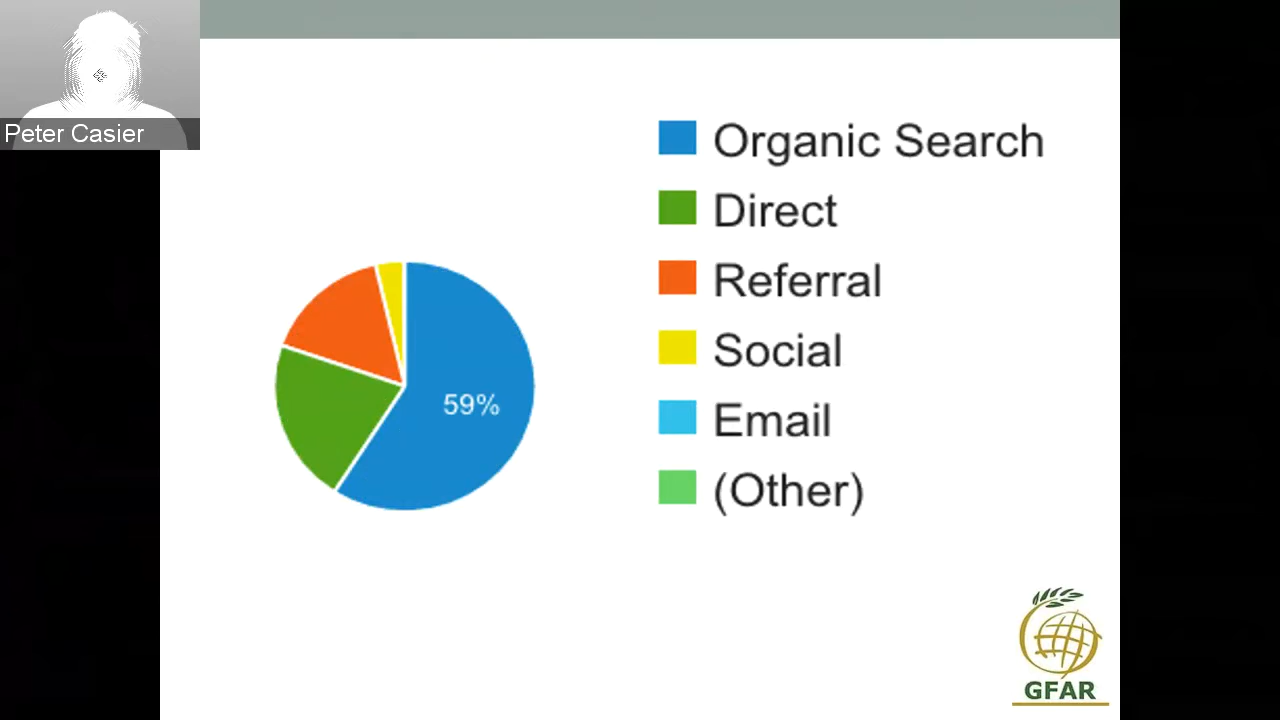 Peter Casier
Organic Search
Direct
Referral
Social
Email
(Other)
59%
GFAR